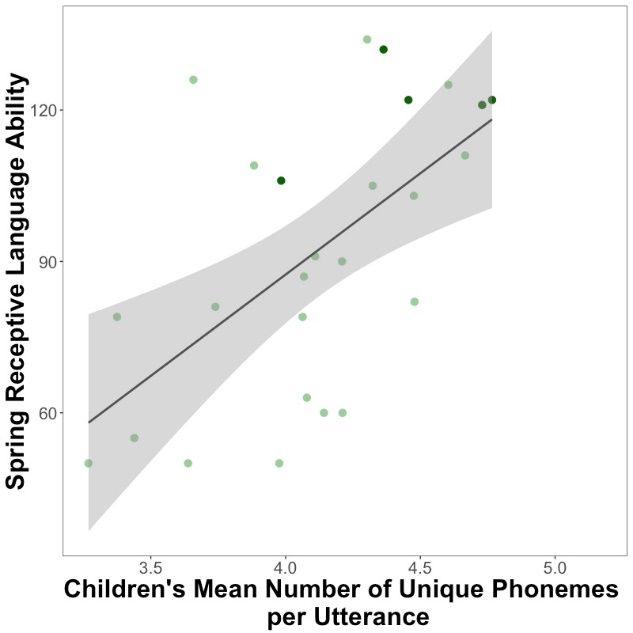 Spring Receptive Language Ability
120
90
60
3.5
4.0
4.5
5.0
Children's Mean Number of Unique Phonemes
per Utterance